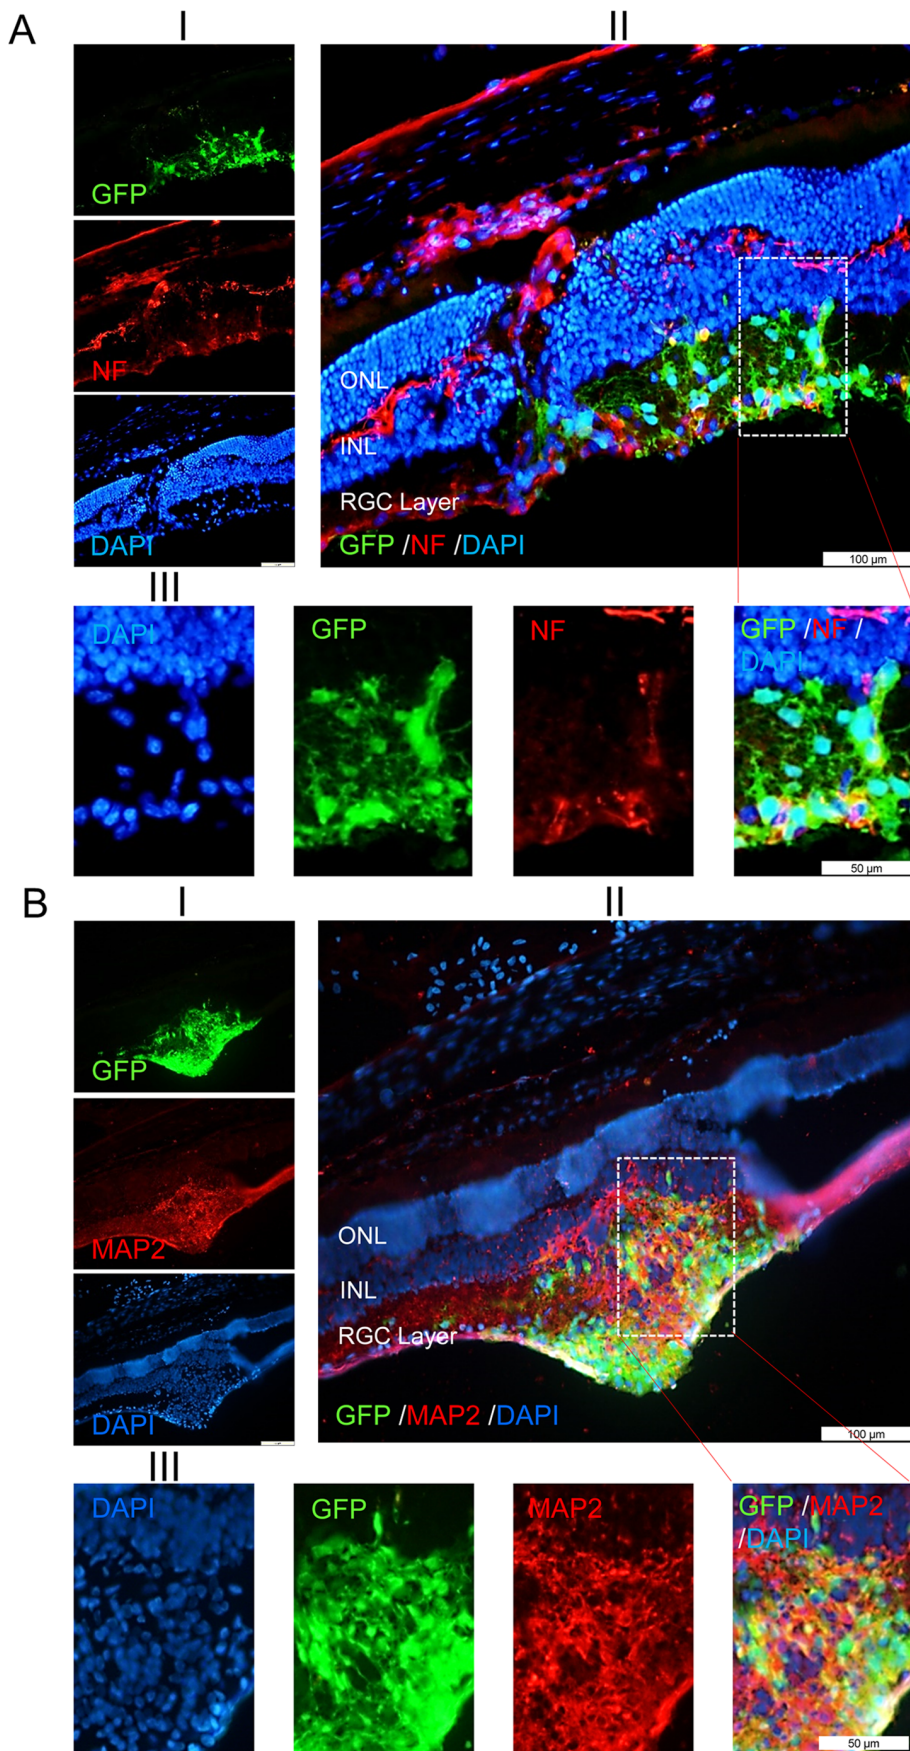 A
I
II
GFP
NF
DAPI
ONL
INL
RGC Layer
GFP /NF /DAPI
100 µm
III
DAPI
GFP
NF
GFP /NF /
DAPI
50 µm
B
I
II
GFP
MAP2
DAPI
ONL
INL
RGC Layer
GFP /MAP2 /DAPI
100 µm
III
DAPI
GFP
MAP2
GFP /MAP2
/DAPI
50 µm